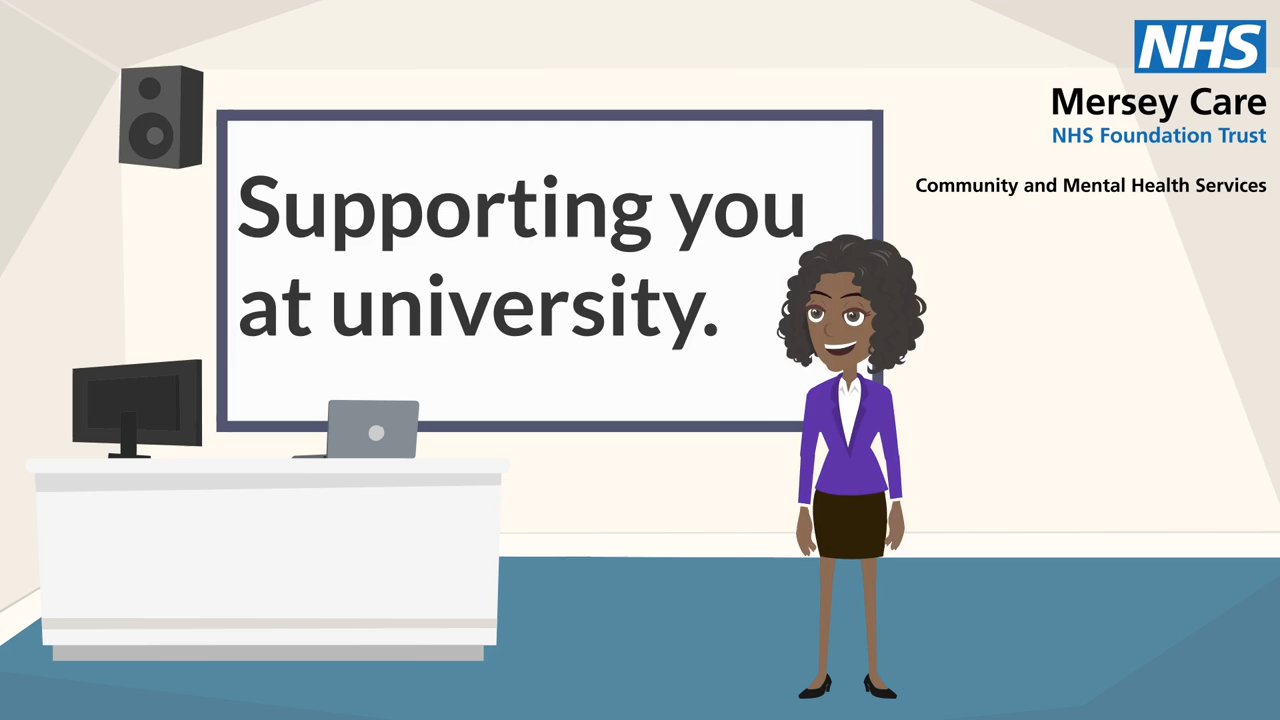 NHS
Mersey Care
NHS Foundation Trust
Community and Mental Health Services
Supporting you
at university.